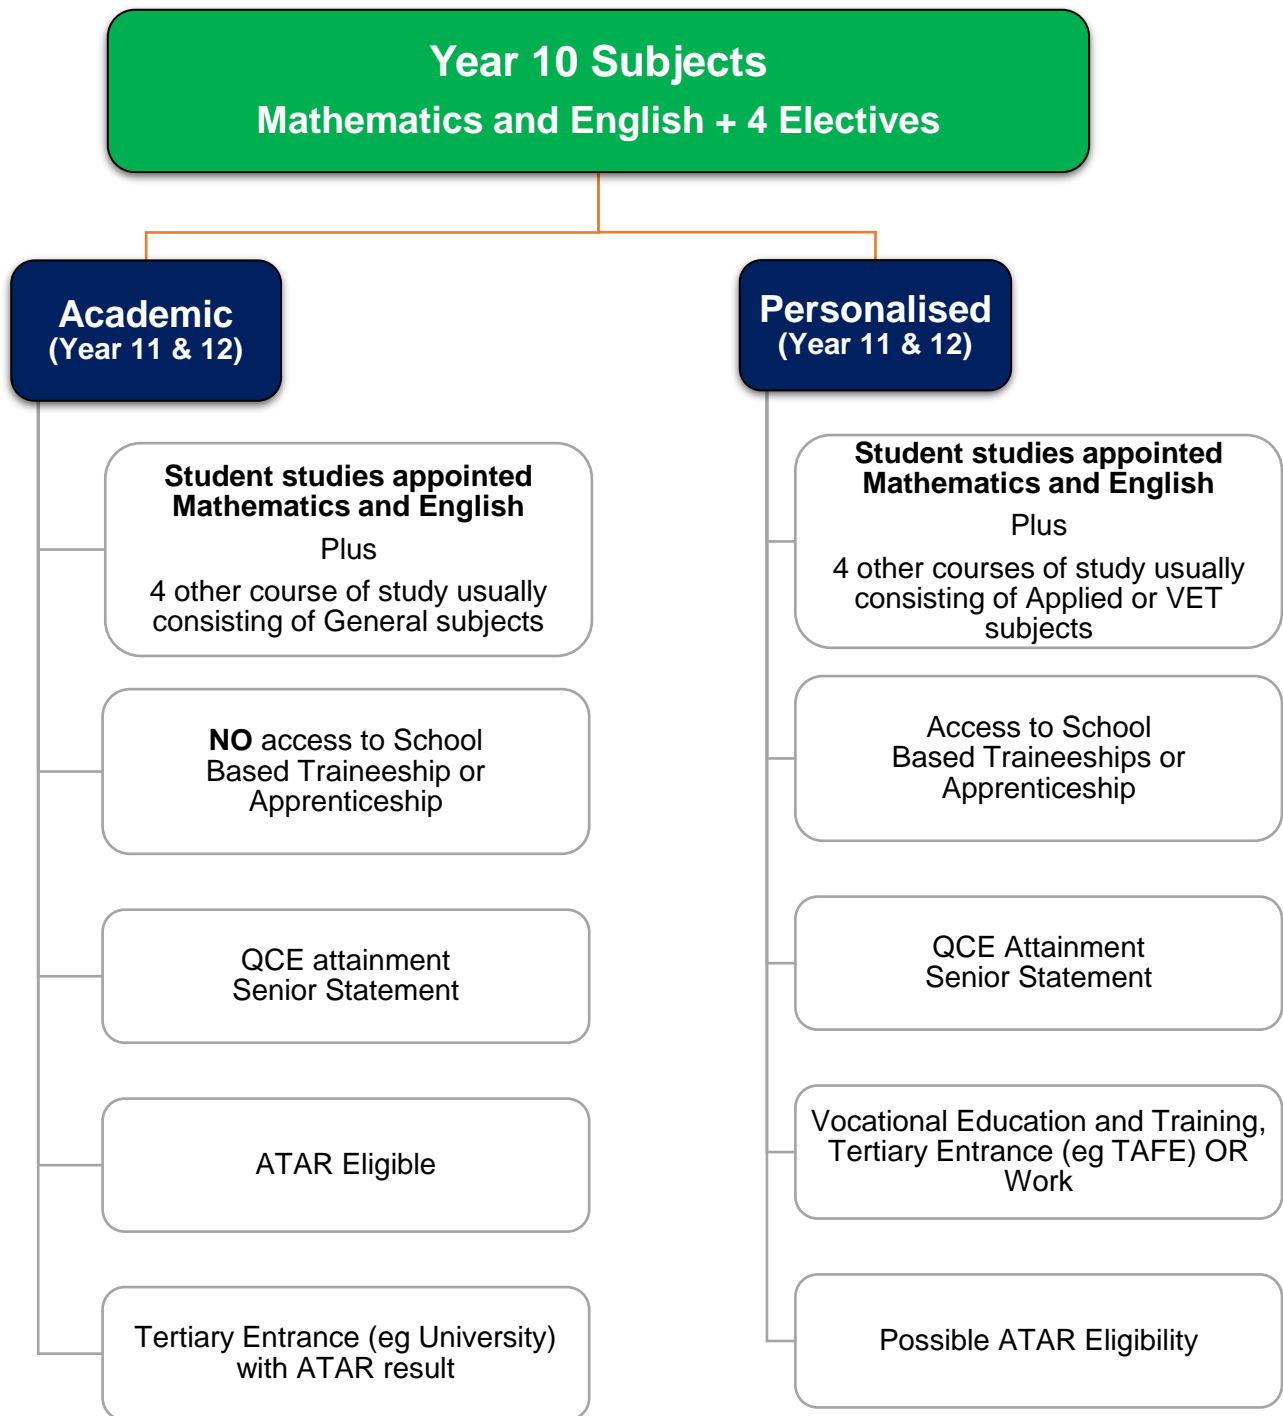 Year 10 Subjects
Mathematics and English + 4 Electives
Academic
(Year 11 & 12)
Student studies appointed
Mathematics and English
Plus
4 other course of study usually
consisting of General subjects
NO access to School
Based Traineeship or
Apprenticeship
QCE attainment
Senior Statement
ATAR Eligible
Tertiary Entrance (eg University)
with ATAR result
Personalised
(Year 11 & 12)
Student studies appointed
Mathematics and English
Plus
4 other courses of study usually
consisting of Applied or VET
subjects
Access to School
Based Traineeships or
Apprenticeship
QCE Attainment
Senior Statement
Vocational Education and Training,
Tertiary Entrance (eg TAFE) OR
Work
Possible ATAR Eligibility